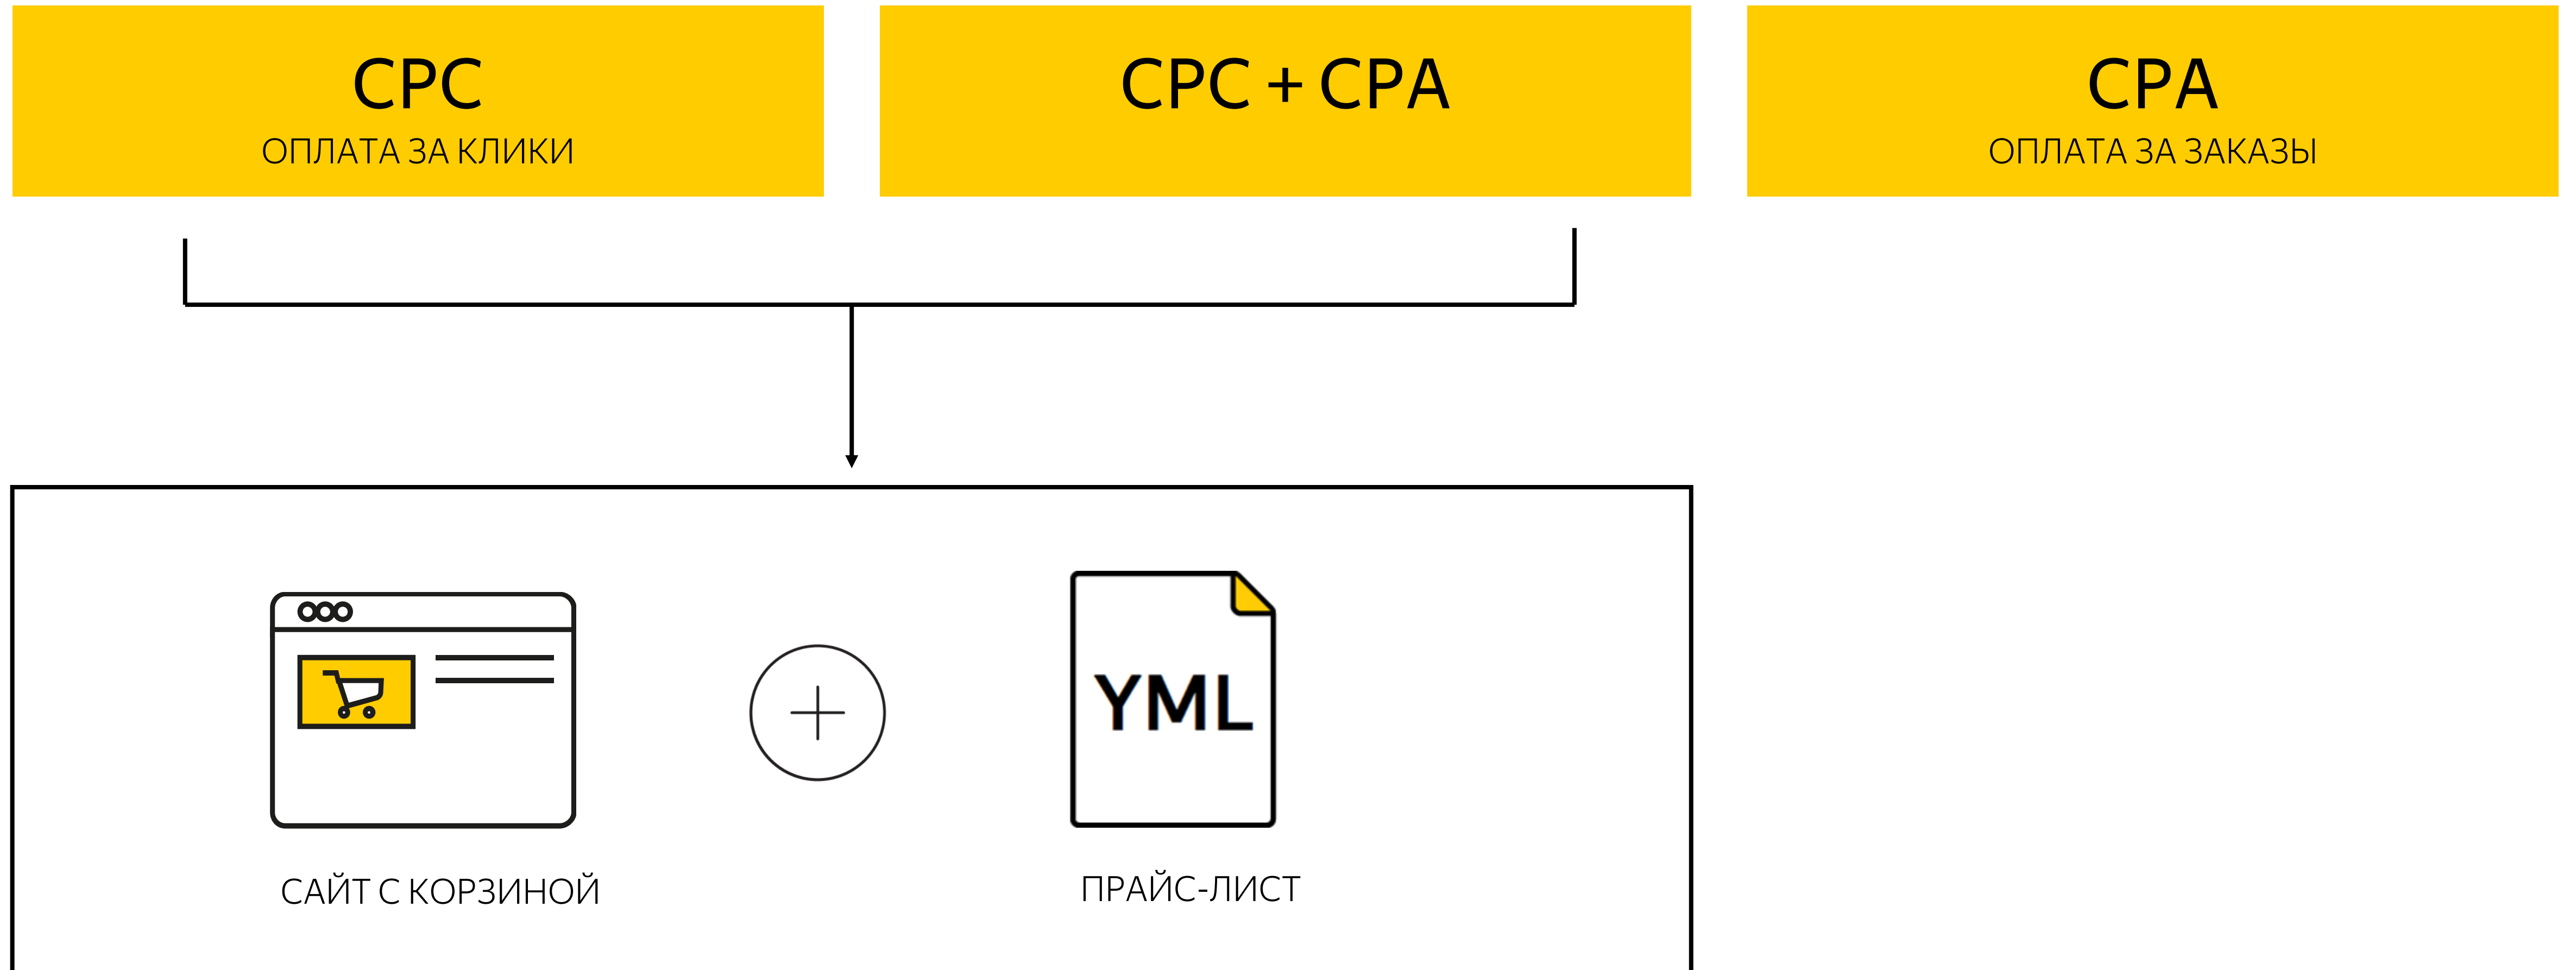 CPC
ОПЛАТА ЗА КЛИКИ
CPC + CPA
CPA
ОПЛАТА ЗА ЗАКАЗЫ
YML
САЙТ С КОРЗИНОЙ
ПРАЙС-ЛИСТ